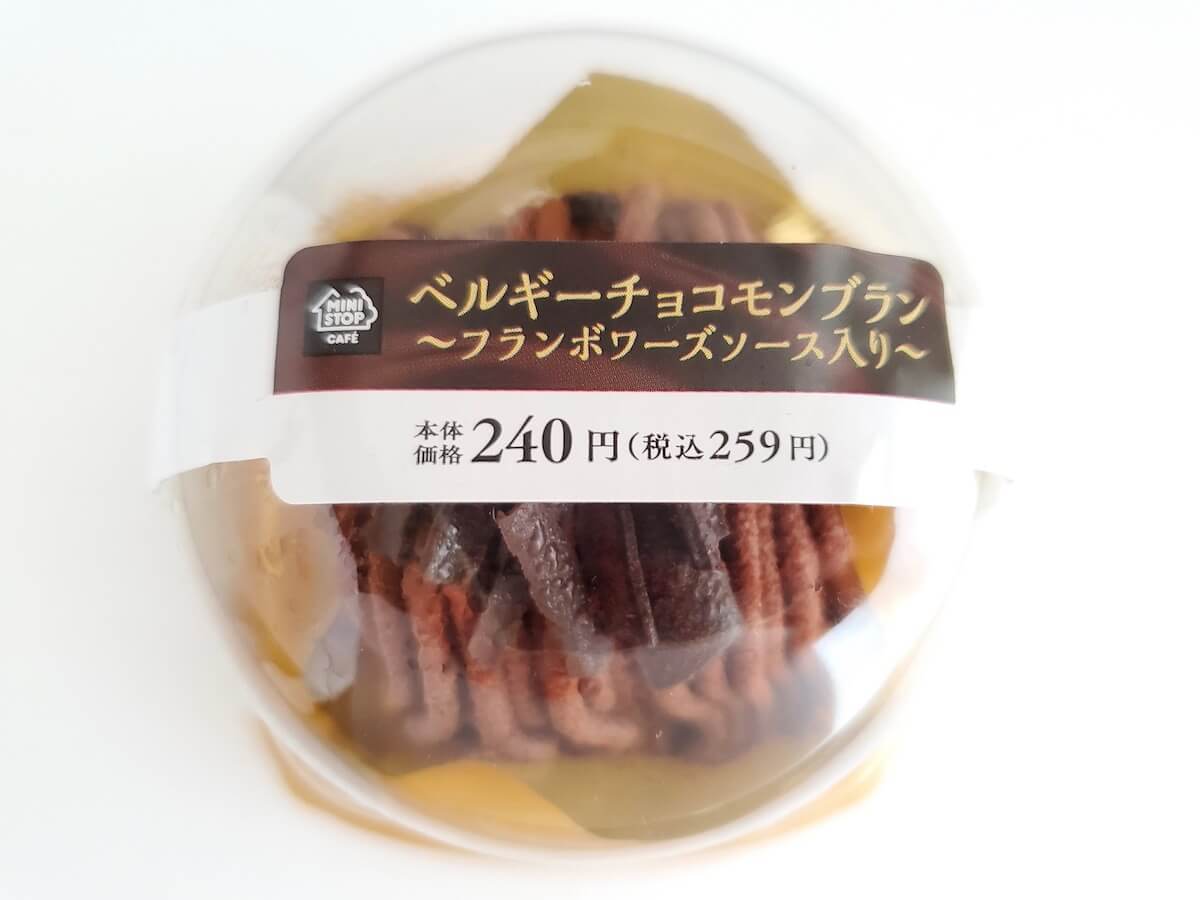 MINI
STOP
CAFÉ
ベルギーチョコモンブラン
～フランボワーズソース入り～
本体価格 240円(税込259円)